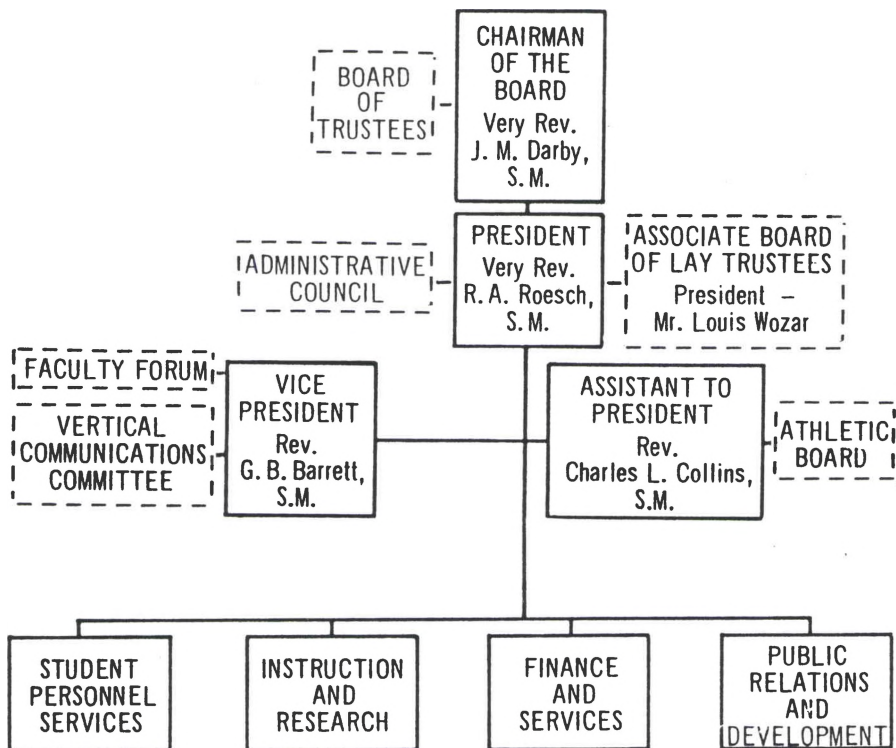 CHAIRMAN
OF THE
BOARD
Very Rev.
J. M. Darby,
S. M.
BOARD
OF
TRUSTEES
PRESIDENT
Very Rev.
R. A. Roesch,
S. M.
ADMINISTRATIVE
COUNCIL
ASSOCIATE BOARD
OF LAY TRUSTEES
President –
Mr. Louis Wozar
FACULTY FORUM
VERTICAL
COMMUNICATIONS
COMMITTEE
VICE
PRESIDENT
Rev.
G. B. Barrett,
S.M.
ASSISTANT TO
PRESIDENT
Rev.
Charles L. Collins,
S.M.
ATHLETIC
BOARD
STUDENT
PERSONNEL
SERVICES
INSTRUCTION
AND
RESEARCH
FINANCE
AND
SERVICES
PUBLIC
RELATIONS
AND
DEVELOPMENT